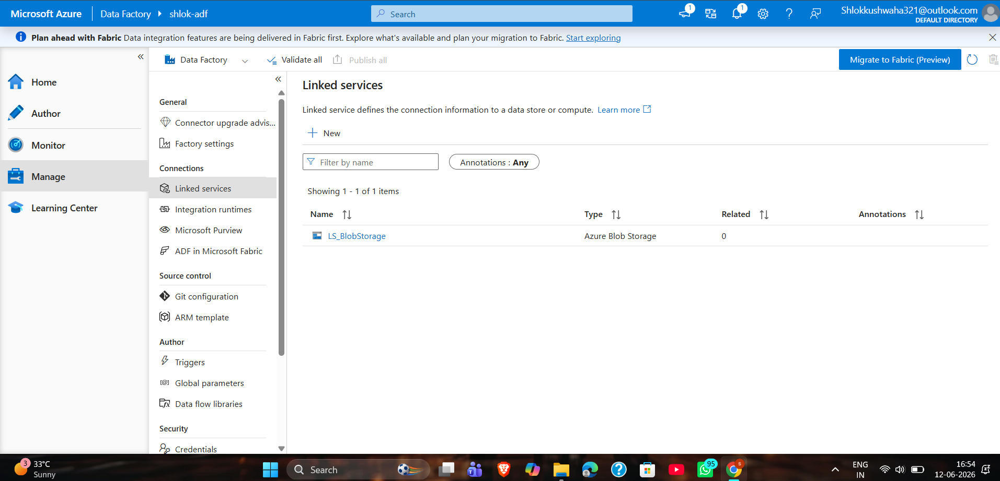 Microsoft Azure
Data Factory
shlok-adf
Search
1
1
Shlokkushwaha321@outlook.com
DEFAULT DIRECTORY
Plan ahead with Fabric Data integration features are being delivered in Fabric first. Explore what's available and plan your migration to Fabric. Start exploring
Home
Author
Monitor
Manage
Learning Center
Data Factory
Validate all
Publish all
Migrate to Fabric (Preview)
General
Connector upgrade advis...
Factory settings
Connections
Linked services
Integration runtimes
Microsoft Purview
ADF in Microsoft Fabric
Source control
Git configuration
ARM template
Author
Triggers
Global parameters
Data flow libraries
Security
Credentials
Linked services
Linked service defines the connection information to a data store or compute. Learn more
New
Filter by name
Annotations : Any
Showing 1 - 1 of 1 items
Name Type Related Annotations
LS_BlobStorage Azure Blob Storage 0
3
33°C
Sunny
Search
95
S
ENG
IN
16:54
12-06-2026